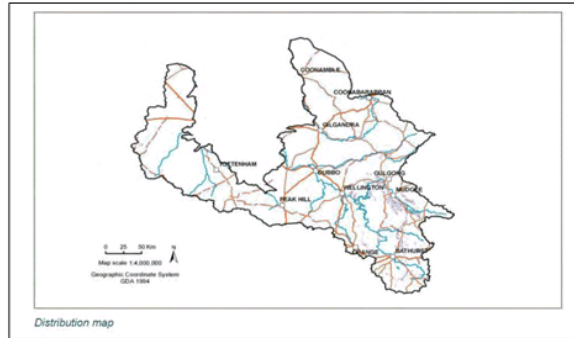 COONAMBLE
COONABARABRAN
GILGANDRA
TOTTENHAM
DUBBO
GULGONG
WELLINGTON
MUDGEE
PEAK HILL
ORANGE
BATHURST
0 25 50 Km
N
Map scale 1:4,000,000
Geographic Coordinate System
GDA 1994
Distribution map